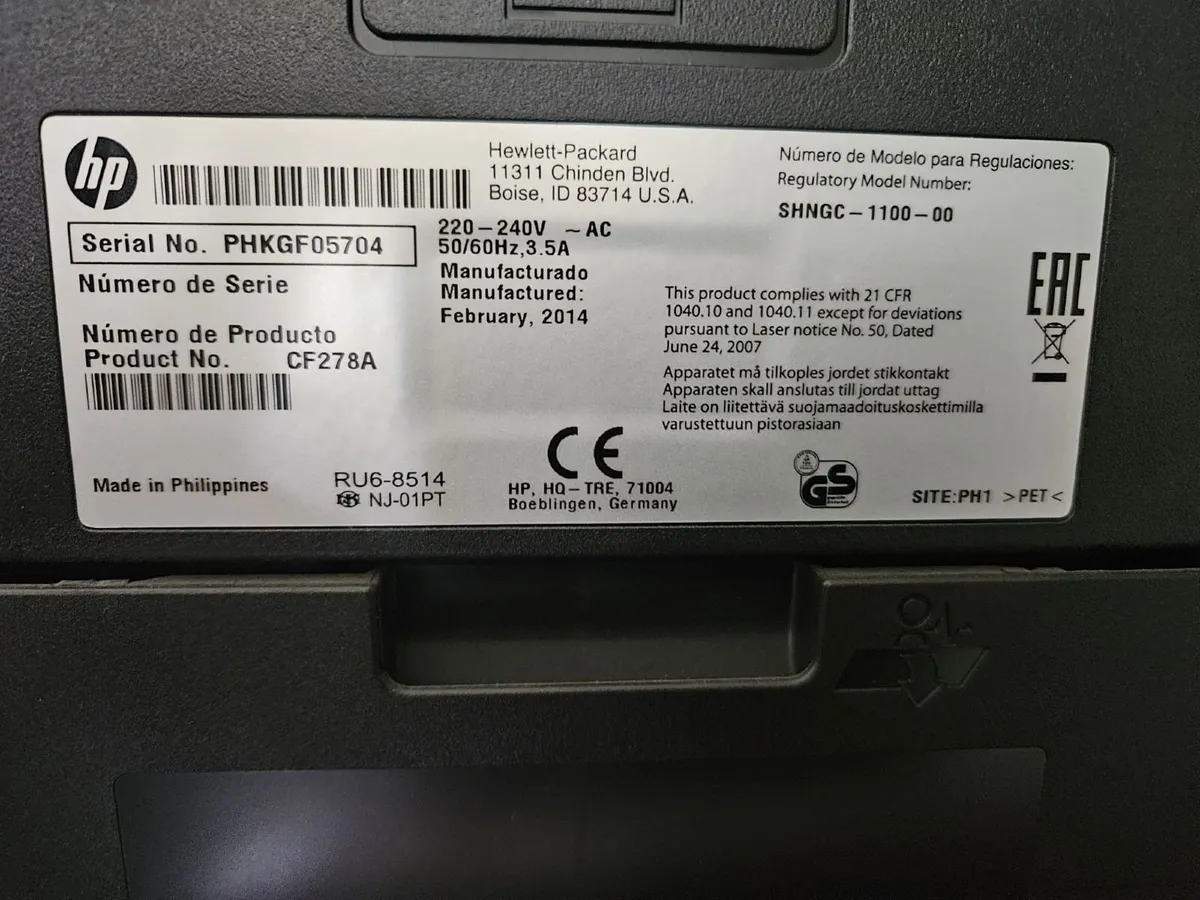 hp
Hewlett-Packard
11311 Chinden Blvd.
Boise, ID 83714 U.S.A.
Número de Modelo para Regulaciones:
Regulatory Model Number:
SHNGC-1100-00
Serial No. PHKGF05704
Número de Serie
220-240V ~AC
50/60Hz,3.5A
Manufacturado
Manufactured:
February, 2014
Número de Producto
Product No. CF278A
This product complies with 21 CFR
1040.10 and 1040.11 except for deviations
pursuant to Laser notice No. 50, Dated
June 24, 2007
Apparatet må tilkoples jordet stikkontakt
Apparaten skall anslutas till jordat uttag
Laite on liitettävä suojamaadoituskoskettimilla
varustettuun pistorasiaan
EAC
Made in Philippines
RU6-8514
NJ-01PT
CE
HP, HQ-TRE, 71004
Boeblingen, Germany
GS
SITE:PH1 >PET<